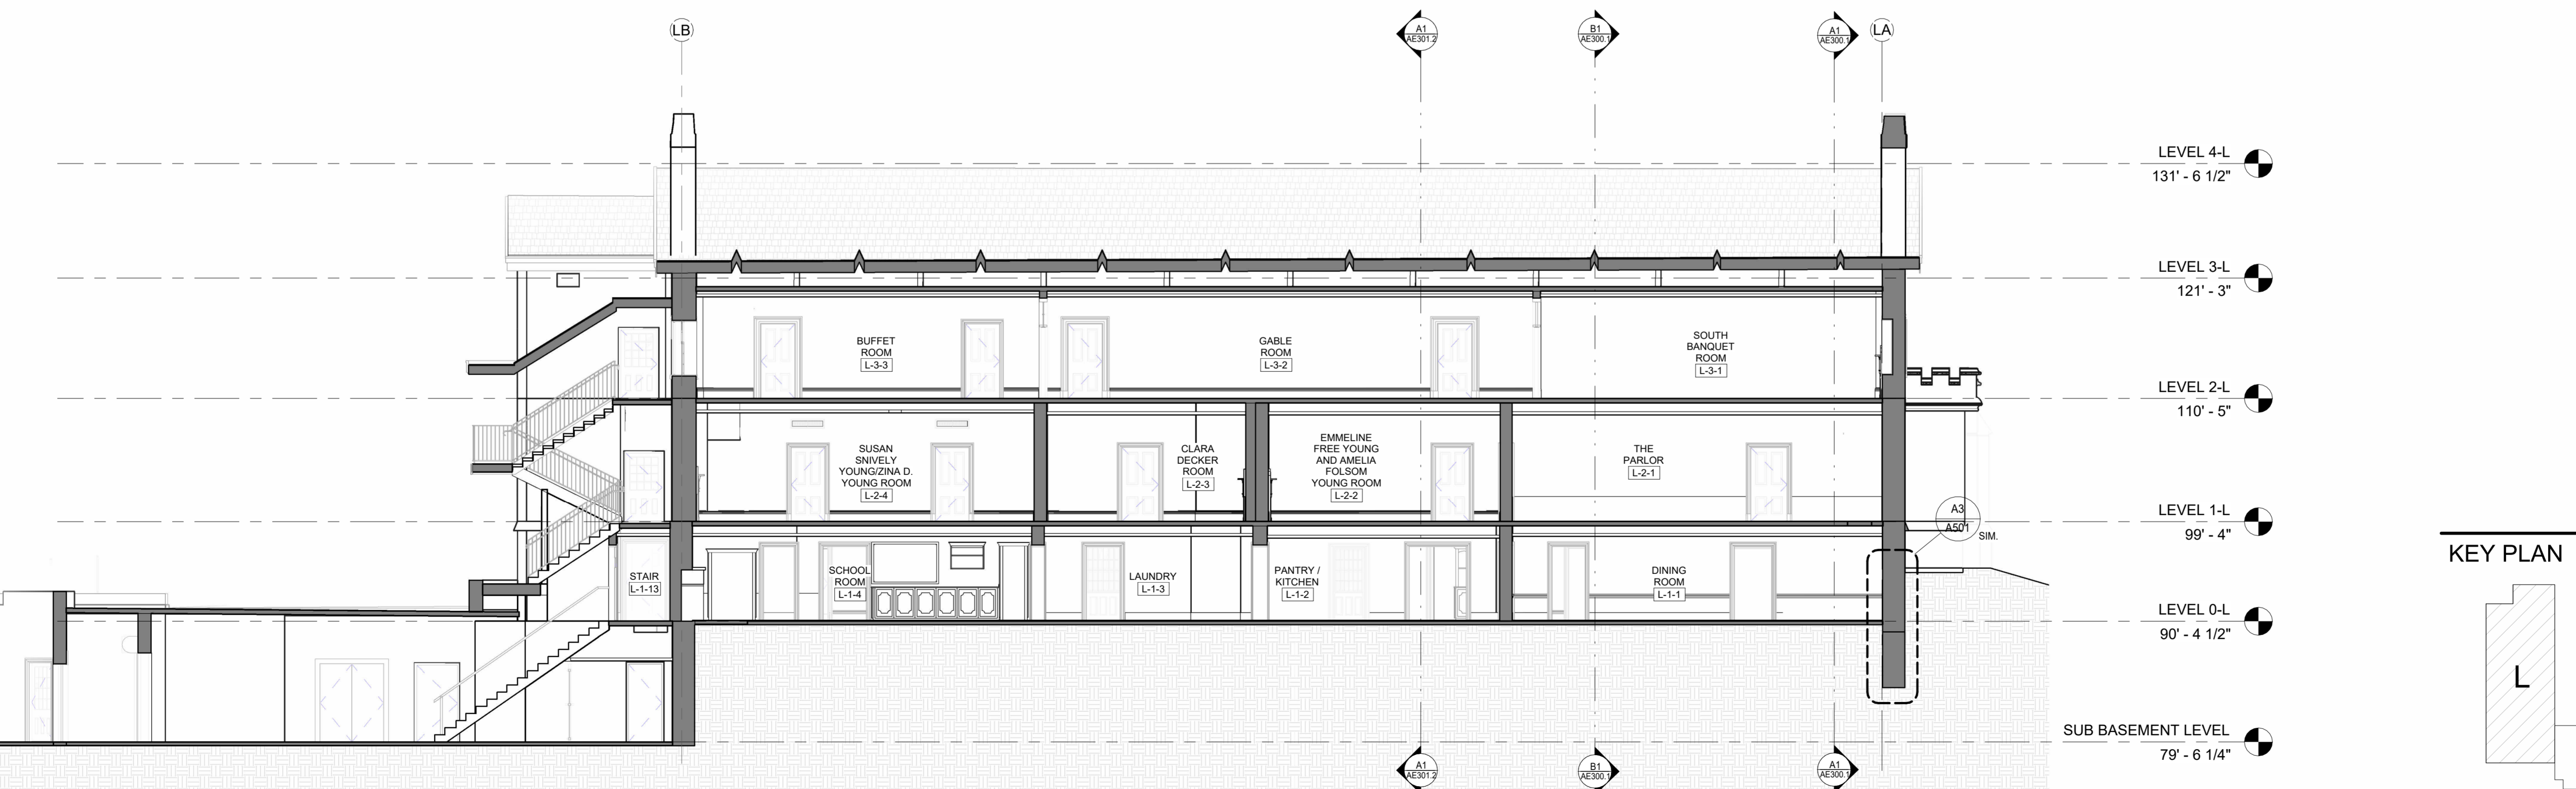 LB
A1
AE301.2
B1
AE300.1
A1
AE300.1
LA
LEVEL 4-L
131' - 6 1/2"
LEVEL 3-L
121' - 3"
BUFFET
ROOM
L-3-3
GABLE
ROOM
L-3-2
SOUTH
BANQUET
ROOM
L-3-1
LEVEL 2-L
110' - 5"
SUSAN
SNIVELY
YOUNG/ZINA D.
YOUNG ROOM
L-2-4
CLARA
DECKER
ROOM
L-2-3
EMMELINE
FREE YOUNG
AND AMELIA
FOLSOM
YOUNG ROOM
L-2-2
THE
PARLOR
L-2-1
A3
A501
SIM.
LEVEL 1-L
99' - 4"
KEY PLAN
STAIR
L-1-13
SCHOOL
ROOM
L-1-4
LAUNDRY
L-1-3
PANTRY /
KITCHEN
L-1-2
DINING
ROOM
L-1-1
LEVEL 0-L
90' - 4 1/2"
L
SUB BASEMENT LEVEL
79' - 6 1/4"
A1
AE301.2
B1
AE300.1
A1
AE300.1